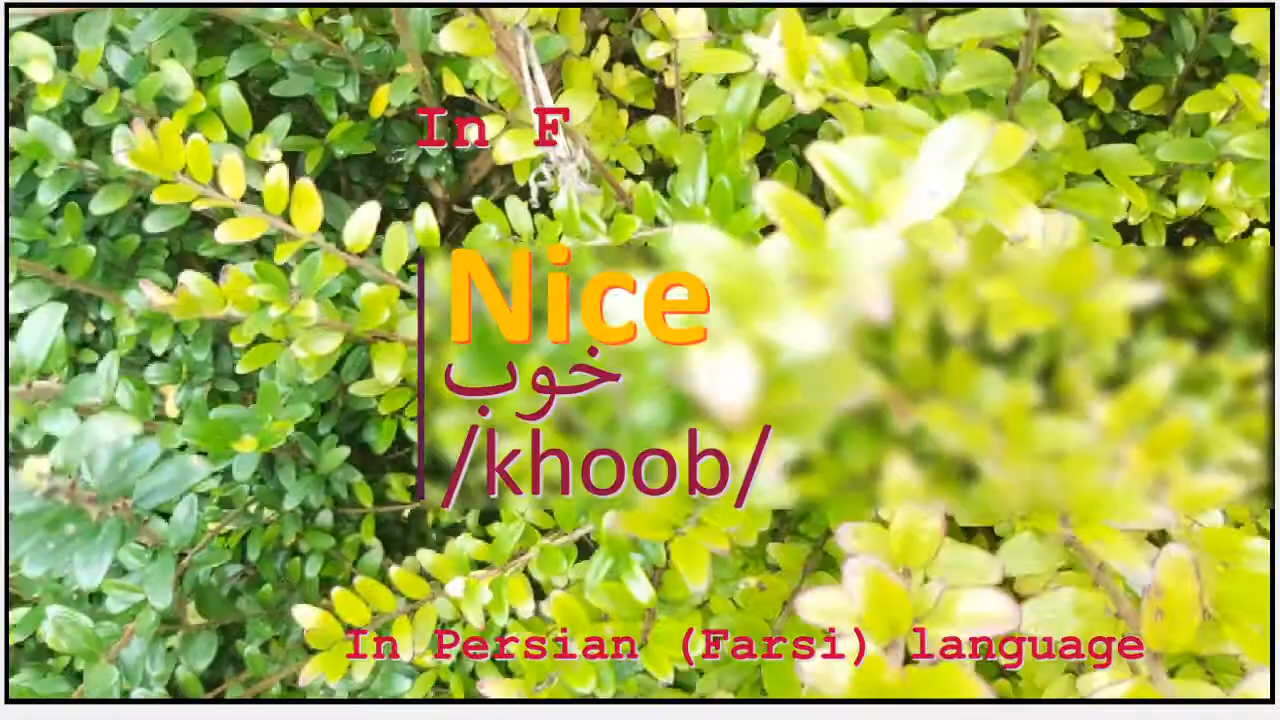 In F
Nice
خوب
/khoob/
In Persian (Farsi) language